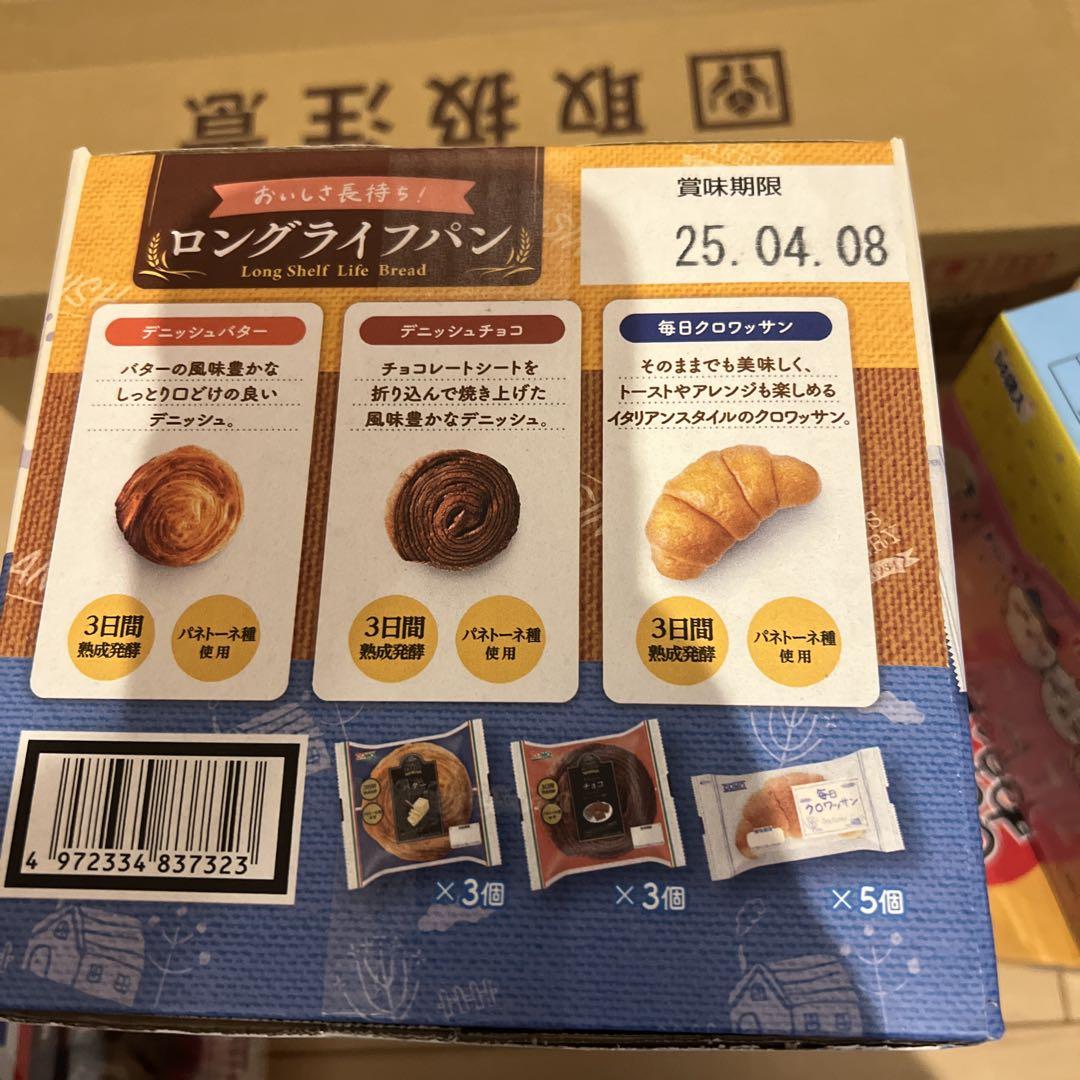 取扱注意
おいしさ長持ち!
ロングライフパン
Long Shelf Life Bread
賞味期限
25.04.08
デニッシュバター
バターの風味豊かな
しっとり口どけの良い
デニッシュ。
3日間
熟成発酵
パネトーネ種
使用
デニッシュチョコ
チョコレートシートを
折り込んで焼き上げた
風味豊かなデニッシュ。
3日間
熟成発酵
パネトーネ種
使用
毎日クロワッサン
そのままでも美味しく、
トーストやアレンジも楽しめる
イタリアンスタイルのクロワッサン。
3日間
熟成発酵
パネトーネ種
使用
4 972334 837323
バター
×3個
チョコ
×3個
毎日
クロワッサン
×5個